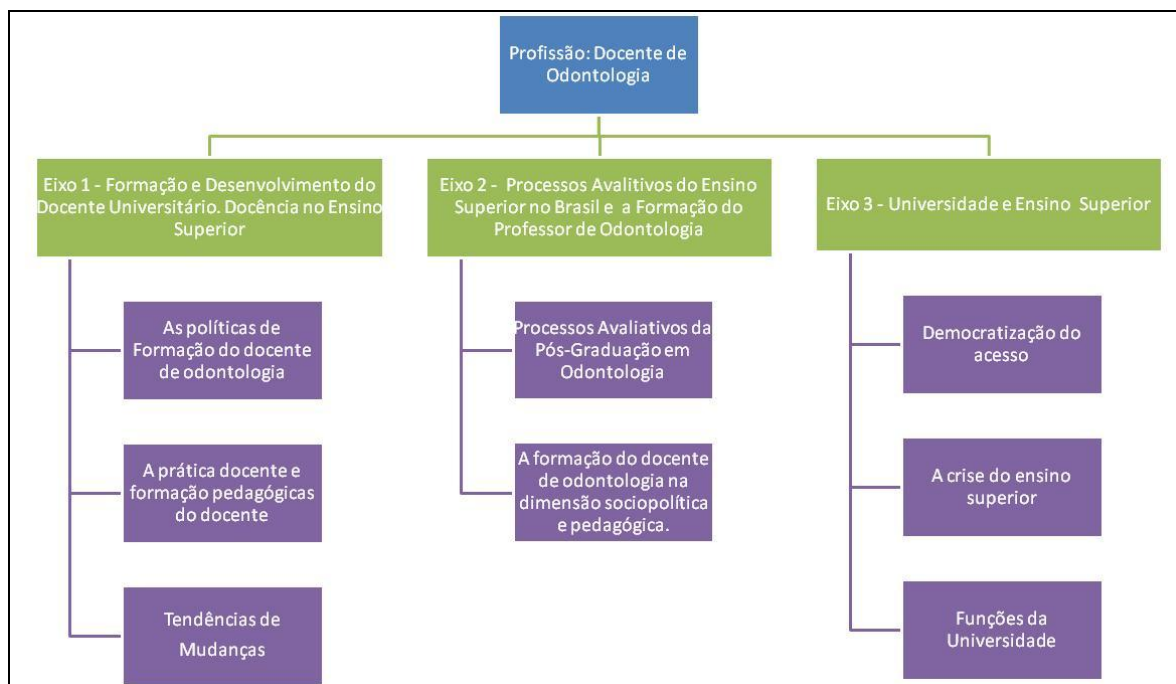 Profissão: Docente de
Odontologia
Eixo 1 - Formação e Desenvolvimento do
Docente Universitário. Docência no Ensino
Superior
As políticas de
Formação do docente
de odontologia
A prática docente e
formação pedagógicas
do docente
Tendências de
Mudanças
Eixo 2 - Processos Avalitivos do Ensino
Superior no Brasil e a Formação do
Professor de Odontologia
Processos Avaliativos da
Pós-Graduação em
Odontologia
A formação do docente
de odontologia na
dimensão sociopolítica
e pedagógica.
Eixo 3 - Universidade e Ensino Superior
Democratização do
acesso
A crise do ensino
superior
Funções da
Universidade